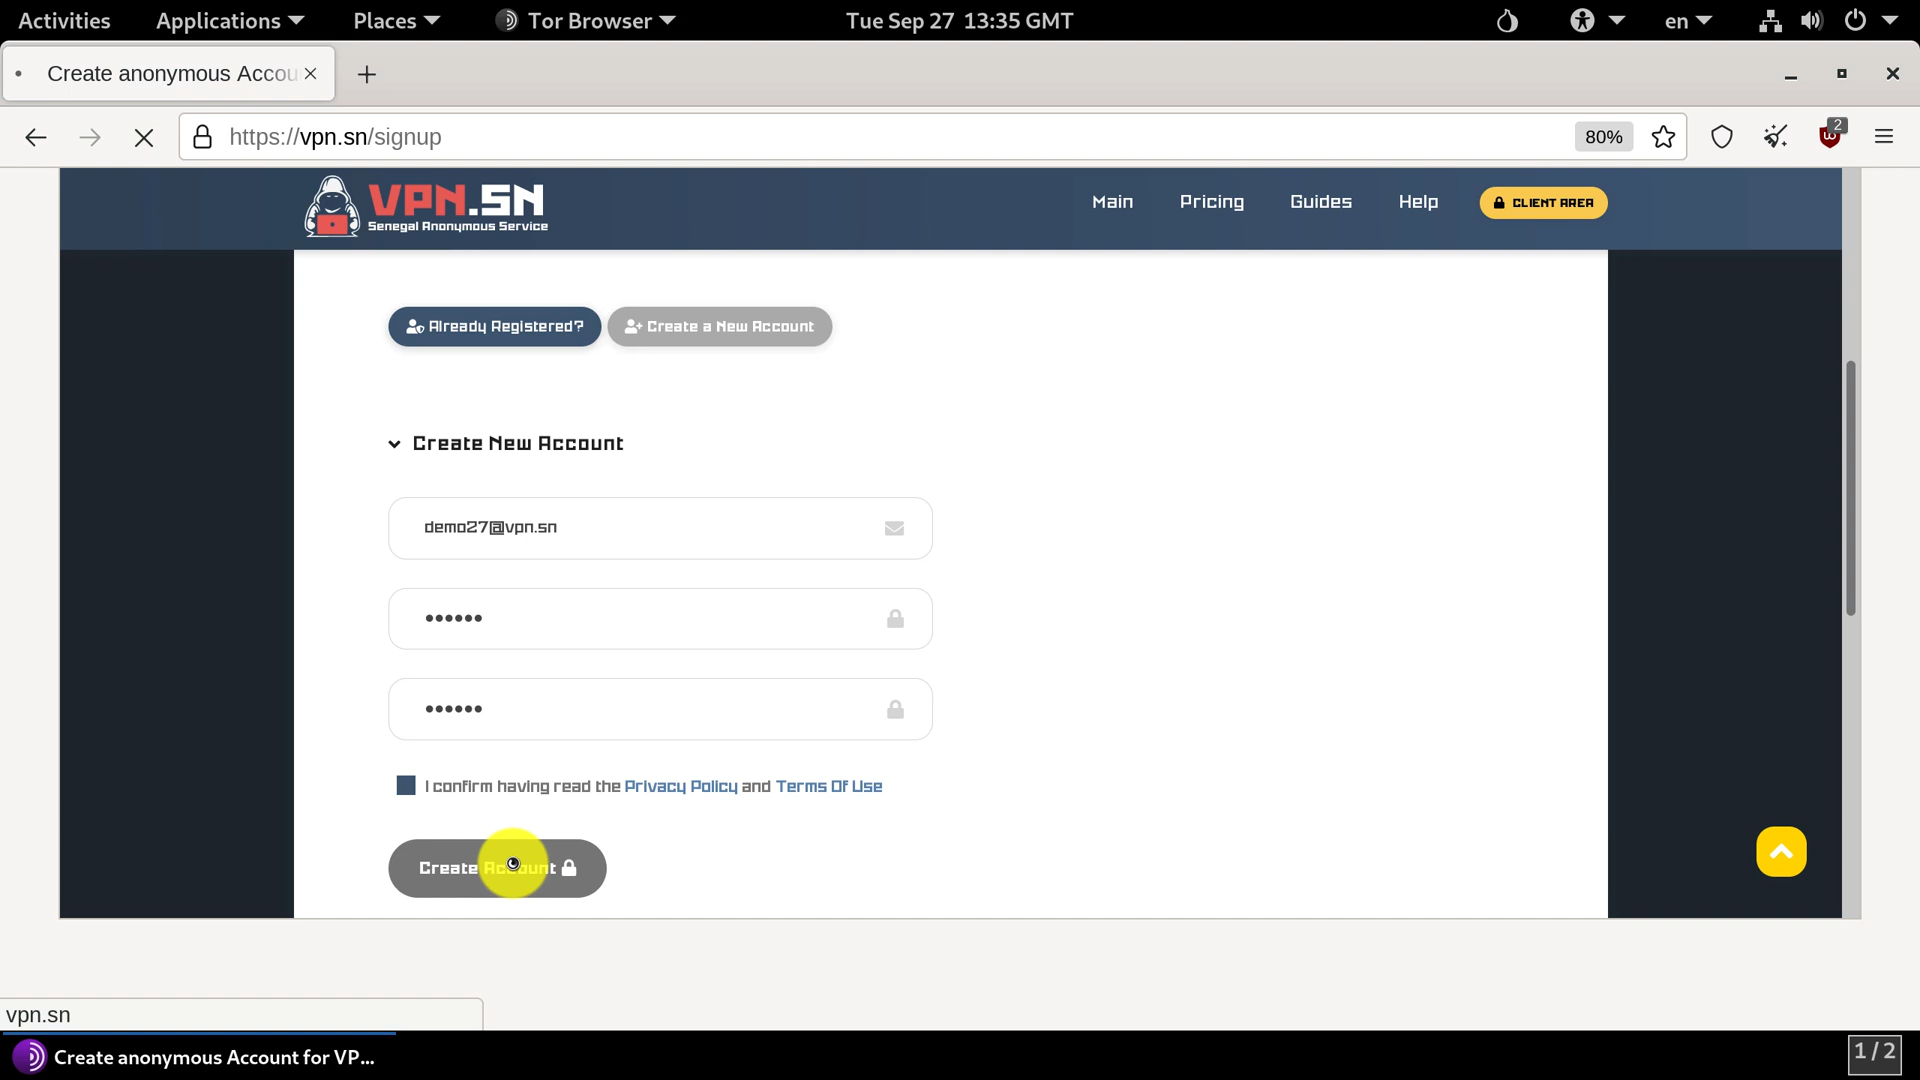 Activities Applications Places Tor Browser Tue Sep 27 13:35 GMT en
Create anonymous Accou
https://vpn.sn/signup 80% 2
VPN.SN
Senegal Anonymous Service
Main Pricing Guides Help CLIENT AREA
Already Registered? Create a New Account
Create New Account
demo27@vpn.sn
••••••
••••••
I confirm having read the Privacy Policy and Terms Of Use
Create Account
vpn.sn
Create anonymous Account for VP...
1/2